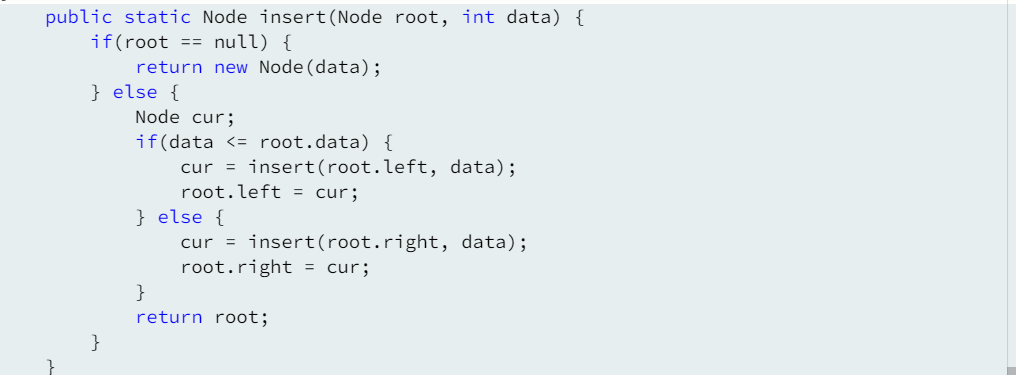 public static Node insert(Node root, int data) {
if(root == null) {
return new Node(data);
} else {
Node cur;
if(data <= root.data) {
cur = insert(root.left, data);
root.left = cur;
} else {
cur = insert(root.right, data);
root.right = cur;
}
return root;
}
}